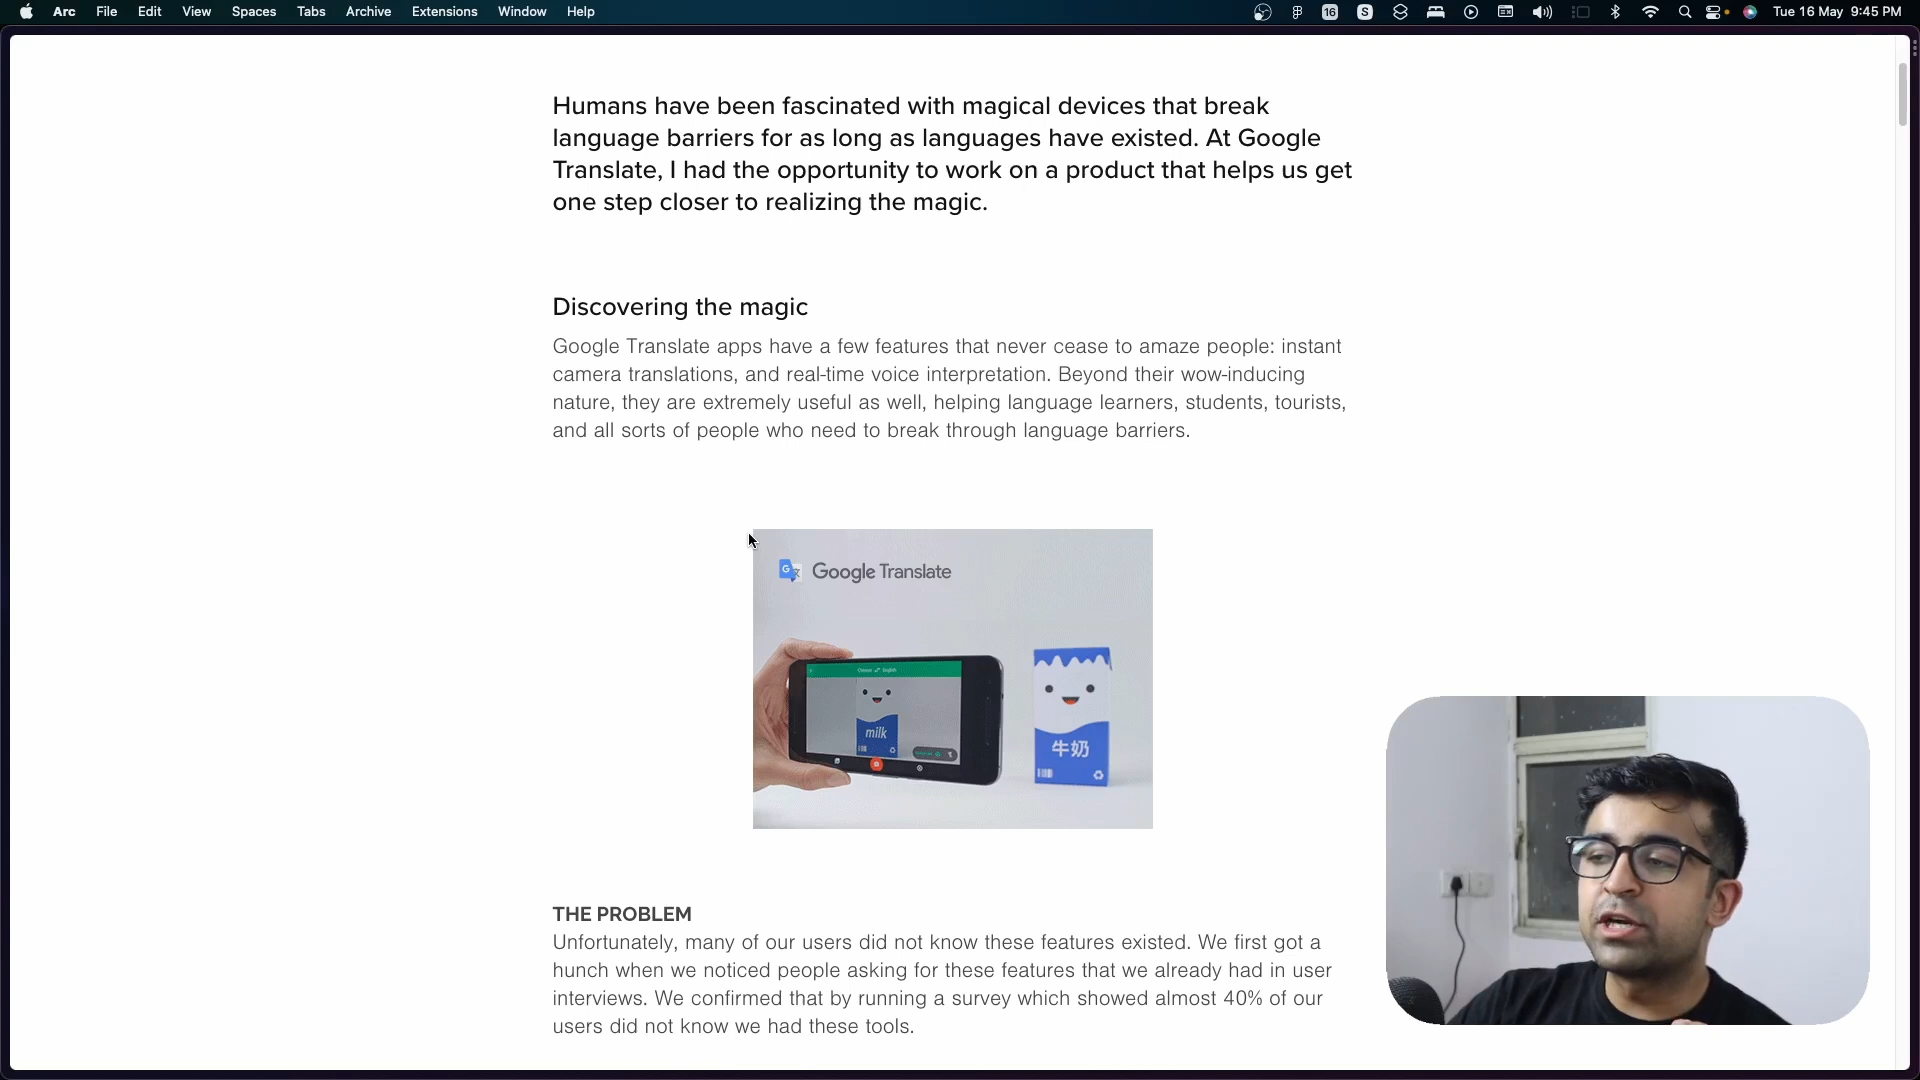 Arc File Edit View Spaces Tabs Archive Extensions Window Help
16
S
Tue 16 May 9:45 PM
Humans have been fascinated with magical devices that break
language barriers for as long as languages have existed. At Google
Translate, I had the opportunity to work on a product that helps us get
one step closer to realizing the magic.
Discovering the magic
Google Translate apps have a few features that never cease to amaze people: instant
camera translations, and real-time voice interpretation. Beyond their wow-inducing
nature, they are extremely useful as well, helping language learners, students, tourists,
and all sorts of people who need to break through language barriers.
G Google Translate
Chinese English
milk
牛奶
THE PROBLEM
Unfortunately, many of our users did not know these features existed. We first got a
hunch when we noticed people asking for these features that we already had in user
interviews. We confirmed that by running a survey which showed almost 40% of our
users did not know we had these tools.